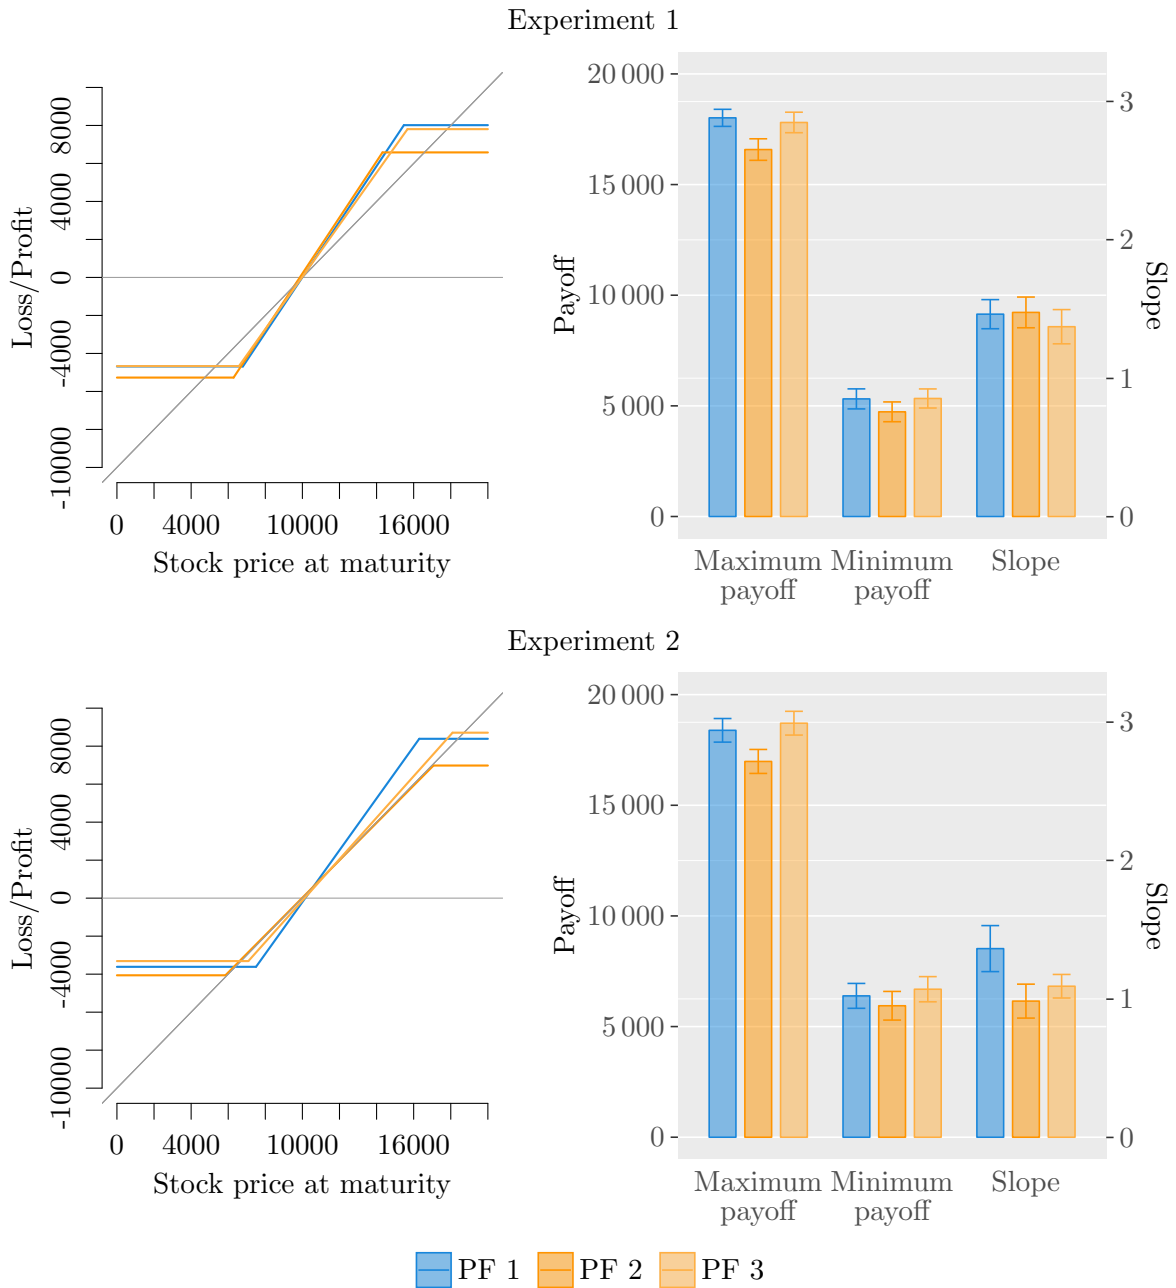 Experiment 1
Loss/Profit
8000
4000
0
-4000
-10000
0 4000 10000 16000
Stock price at maturity
Payoff
20 000
15 000
10 000
5 000
0
Slope
3
2
1
0
Maximum payoff
Minimum payoff
Slope
Experiment 2
Loss/Profit
8000
4000
0
-4000
-10000
0 4000 10000 16000
Stock price at maturity
Payoff
20 000
15 000
10 000
5 000
0
Slope
3
2
1
0
Maximum payoff
Minimum payoff
Slope
PF 1 PF 2 PF 3